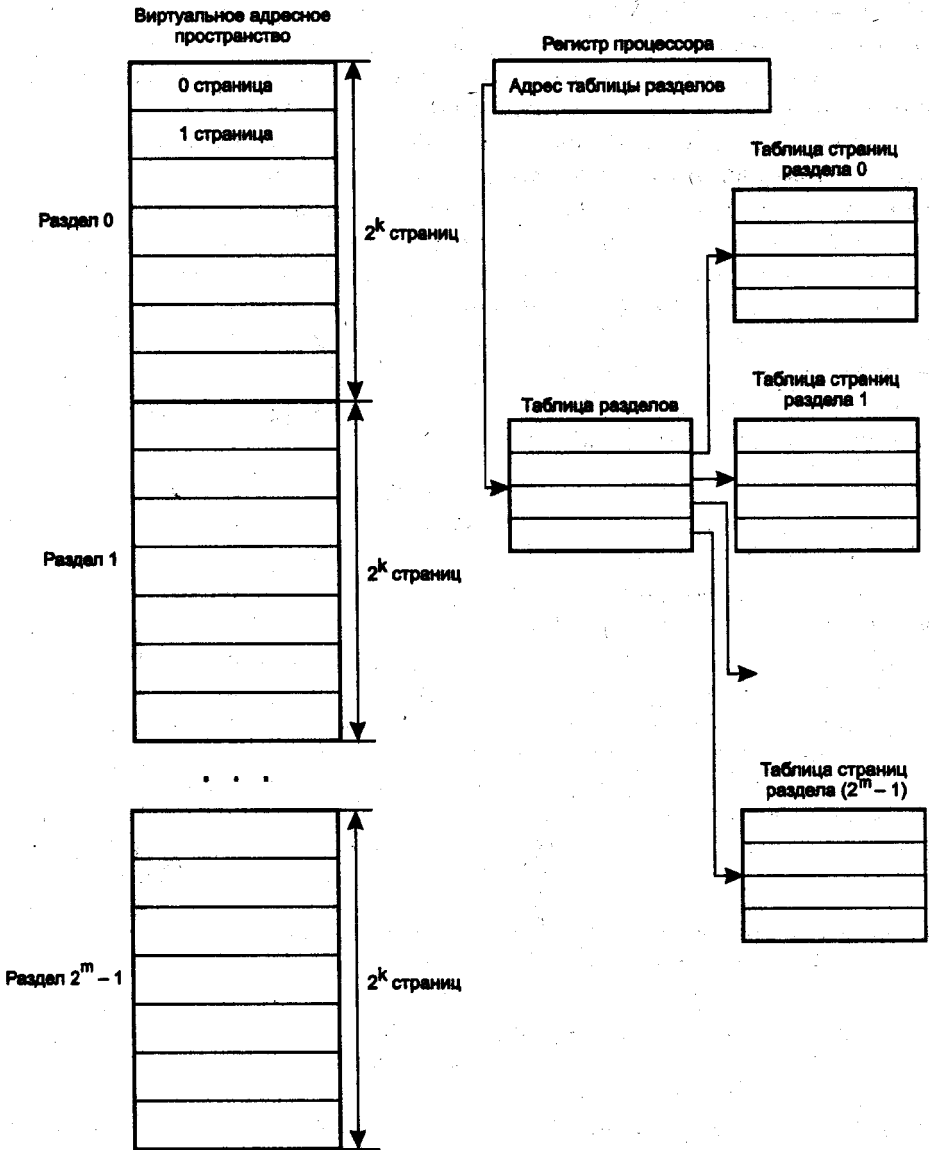 Виртуальное адресное
пространство
0 страница
1 страница
Раздел 0
2^k страниц
Раздел 1
2^k страниц
. . .
Раздел 2^m – 1
2^k страниц
Регистр процессора
Адрес таблицы разделов
Таблица разделов
Таблица страниц
раздела 0
Таблица страниц
раздела 1
Таблица страниц
раздела (2^m – 1)